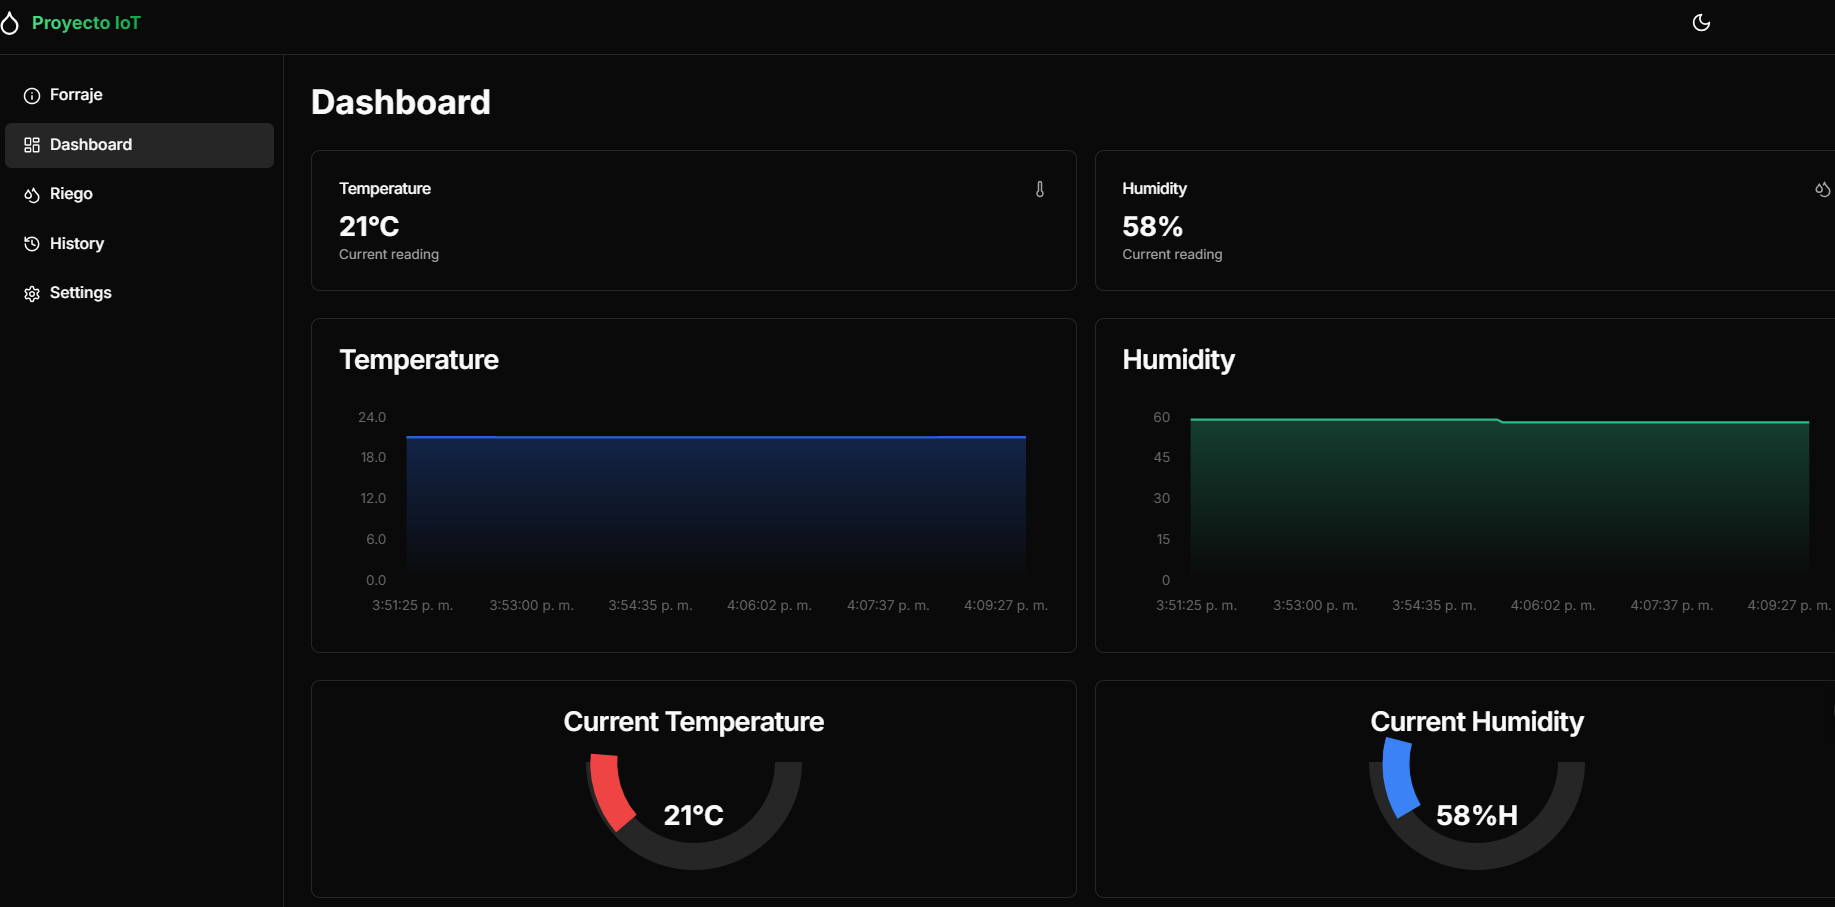 Proyecto IoT
Forraje
Dashboard
Riego
History
Settings
Dashboard
Temperature
21°C
Current reading
Humidity
58%
Current reading
Temperature
24.0
18.0
12.0
6.0
0.0
3:51:25 p. m. 3:53:00 p. m. 3:54:35 p. m. 4:06:02 p. m. 4:07:37 p. m. 4:09:27 p. m.
Humidity
60
45
30
15
0
3:51:25 p. m. 3:53:00 p. m. 3:54:35 p. m. 4:06:02 p. m. 4:07:37 p. m. 4:09:27 p. m.
Current Temperature
21°C
Current Humidity
58%H